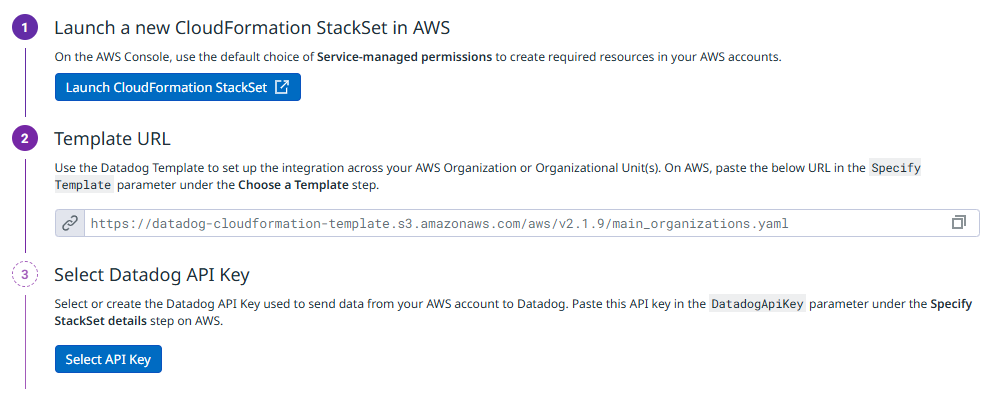 1
Launch a new CloudFormation StackSet in AWS
On the AWS Console, use the default choice of Service-managed permissions to create required resources in your AWS accounts.
Launch CloudFormation StackSet
2
Template URL
Use the Datadog Template to set up the integration across your AWS Organization or Organizational Unit(s). On AWS, paste the below URL in the Specify
Template parameter under the Choose a Template step.
https://datadog-cloudformation-template.s3.amazonaws.com/aws/v2.1.9/main_organizations.yaml
3
Select Datadog API Key
Select or create the Datadog API Key used to send data from your AWS account to Datadog. Paste this API key in the DatadogApiKey parameter under the Specify
StackSet details step on AWS.
Select API Key